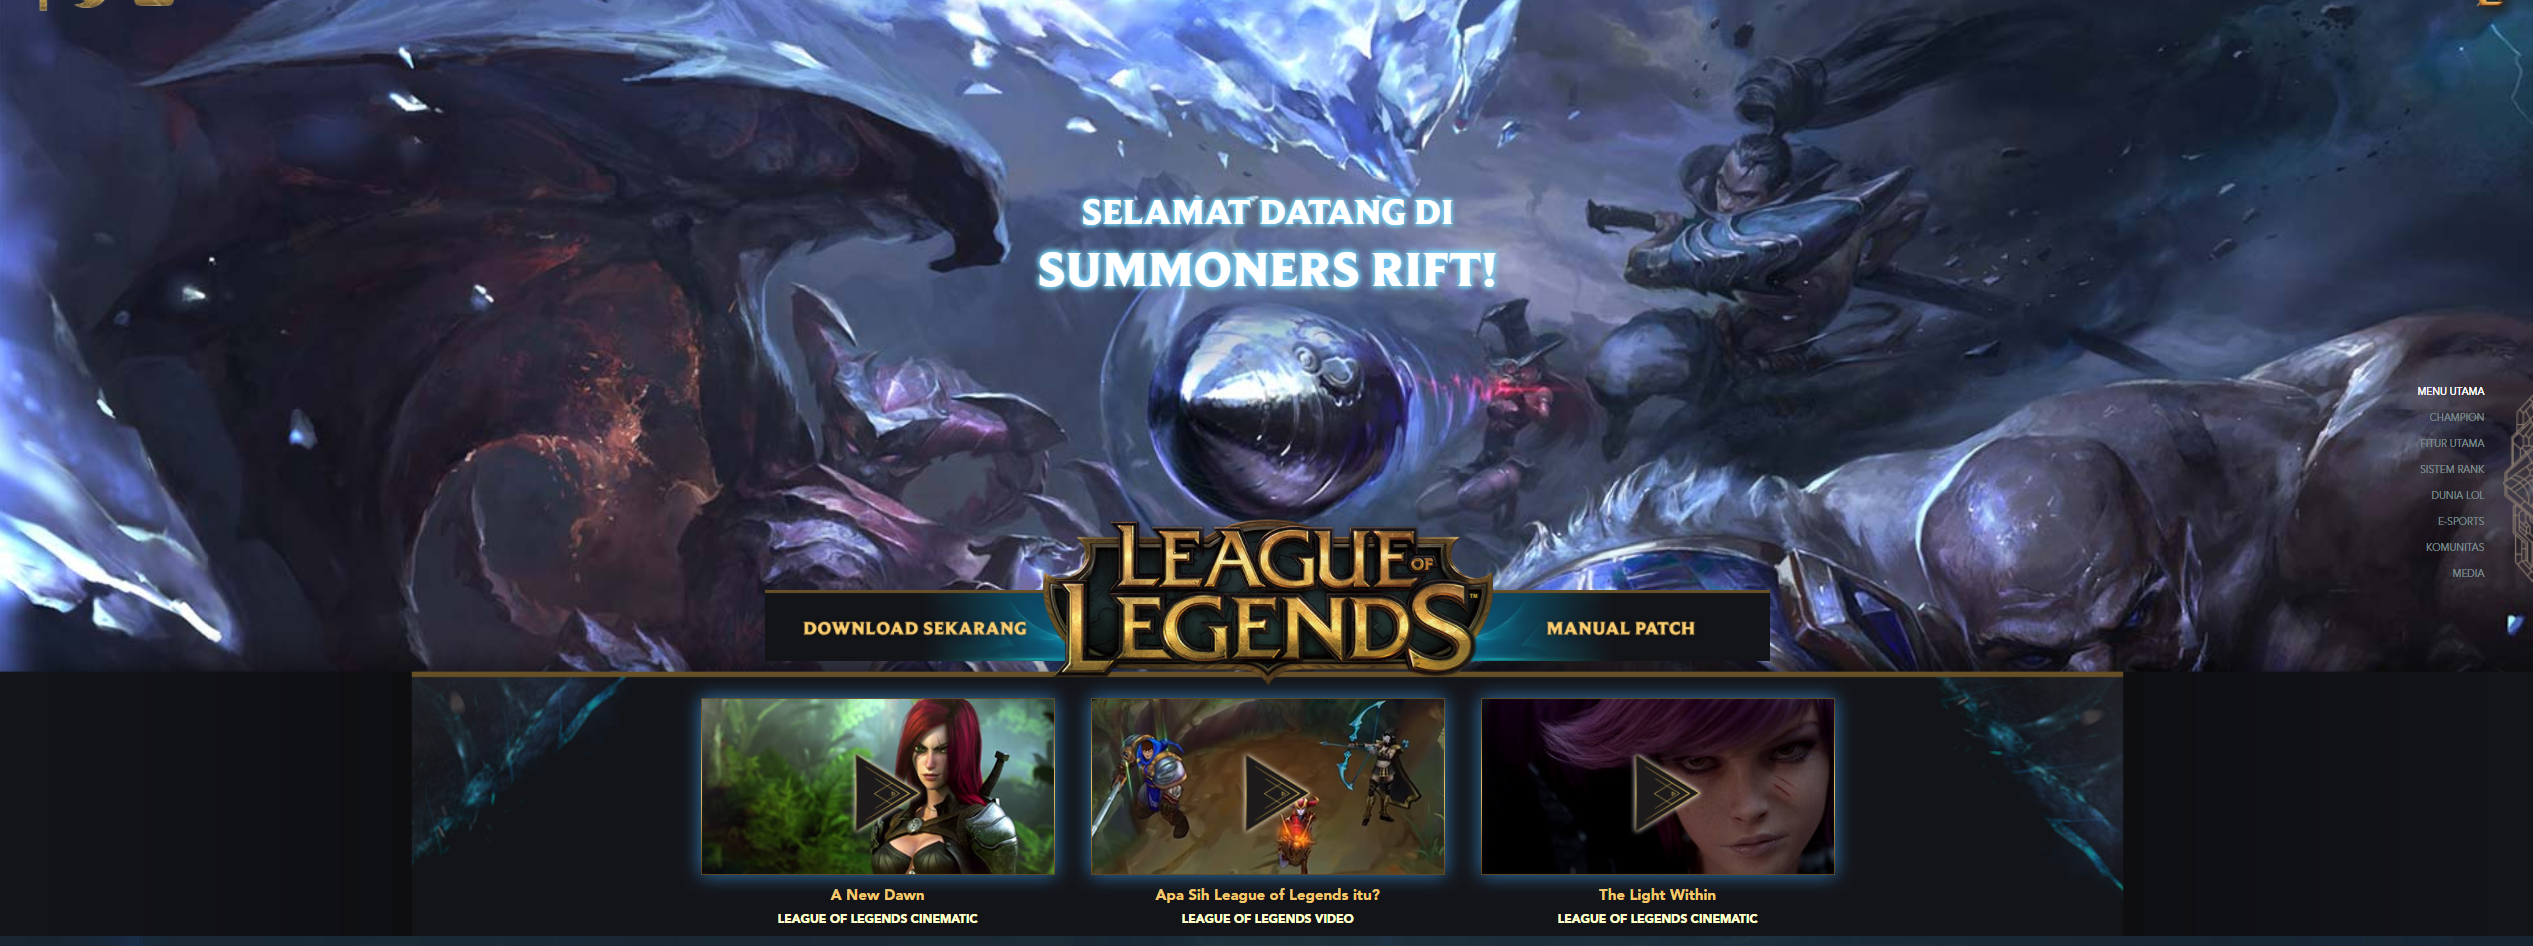 SELAMAT DATANG DI
SUMMONERS RIFT!
MENU UTAMA
CHAMPION
FITUR UTAMA
SISTEM RANK
DUNIA LOL
E-SPORTS
KOMUNITAS
MEDIA
LEAGUE OF
LEGENDS™
DOWNLOAD SEKARANG
MANUAL PATCH
A New Dawn
LEAGUE OF LEGENDS CINEMATIC
Apa Sih League of Legends itu?
LEAGUE OF LEGENDS VIDEO
The Light Within
LEAGUE OF LEGENDS CINEMATIC